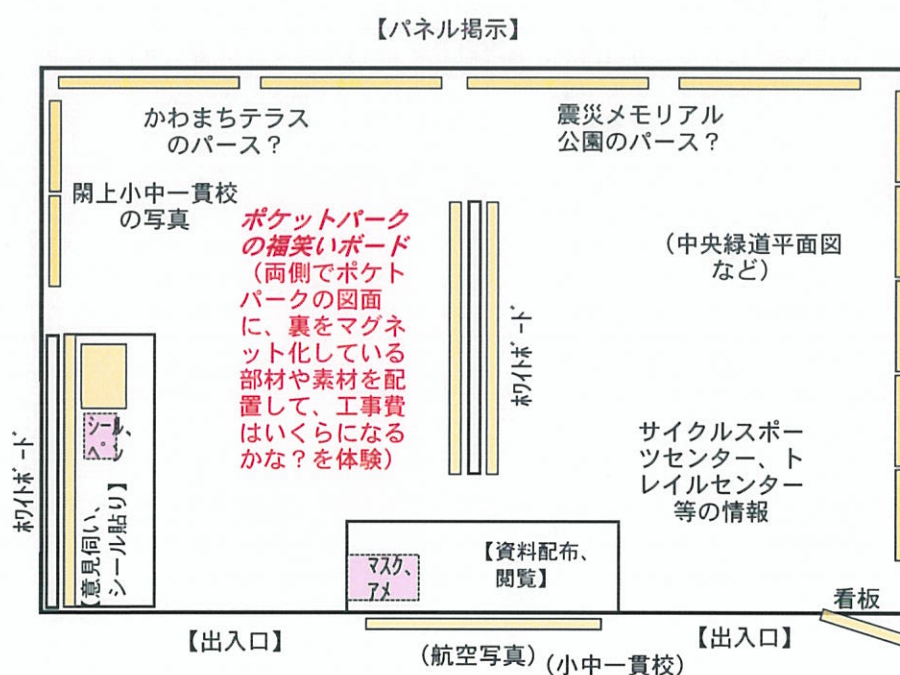 【パネル掲示】
かわまちテラス
のパース？
震災メモリアル
公園のパース？
閖上小中一貫校
の写真
ポケットパーク
の福笑いボード
（両側でポケト
パークの図面
に、裏をマグネ
ット化している
部材や素材を配
置して、工事費
はいくらになる
かな？を体験）
ﾎﾜｲﾄﾎﾞｰﾄﾞ
（中央緑道平面図
など）
サイクルスポー
ツセンター、ト
レイルセンター
等の情報
ﾎﾜｲﾄﾎﾞｰﾄﾞ
シール、
ペン
【意見伺い、
シール貼り】
マスク、
アメ
【資料配布、
閲覧】
看板
【出入口】
【出入口】
（航空写真）
（小中一貫校）